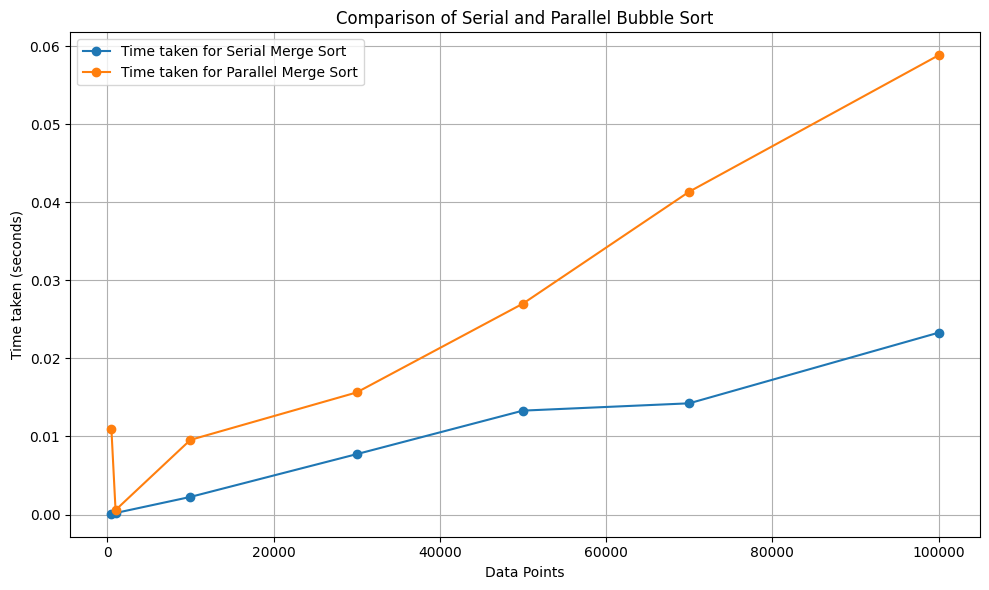 Comparison of Serial and Parallel Bubble Sort
Time taken for Serial Merge Sort
Time taken for Parallel Merge Sort
0.06
0.05
0.04
0.03
0.02
0.01
0.00
Time taken (seconds)
0
20000
40000
60000
80000
100000
Data Points